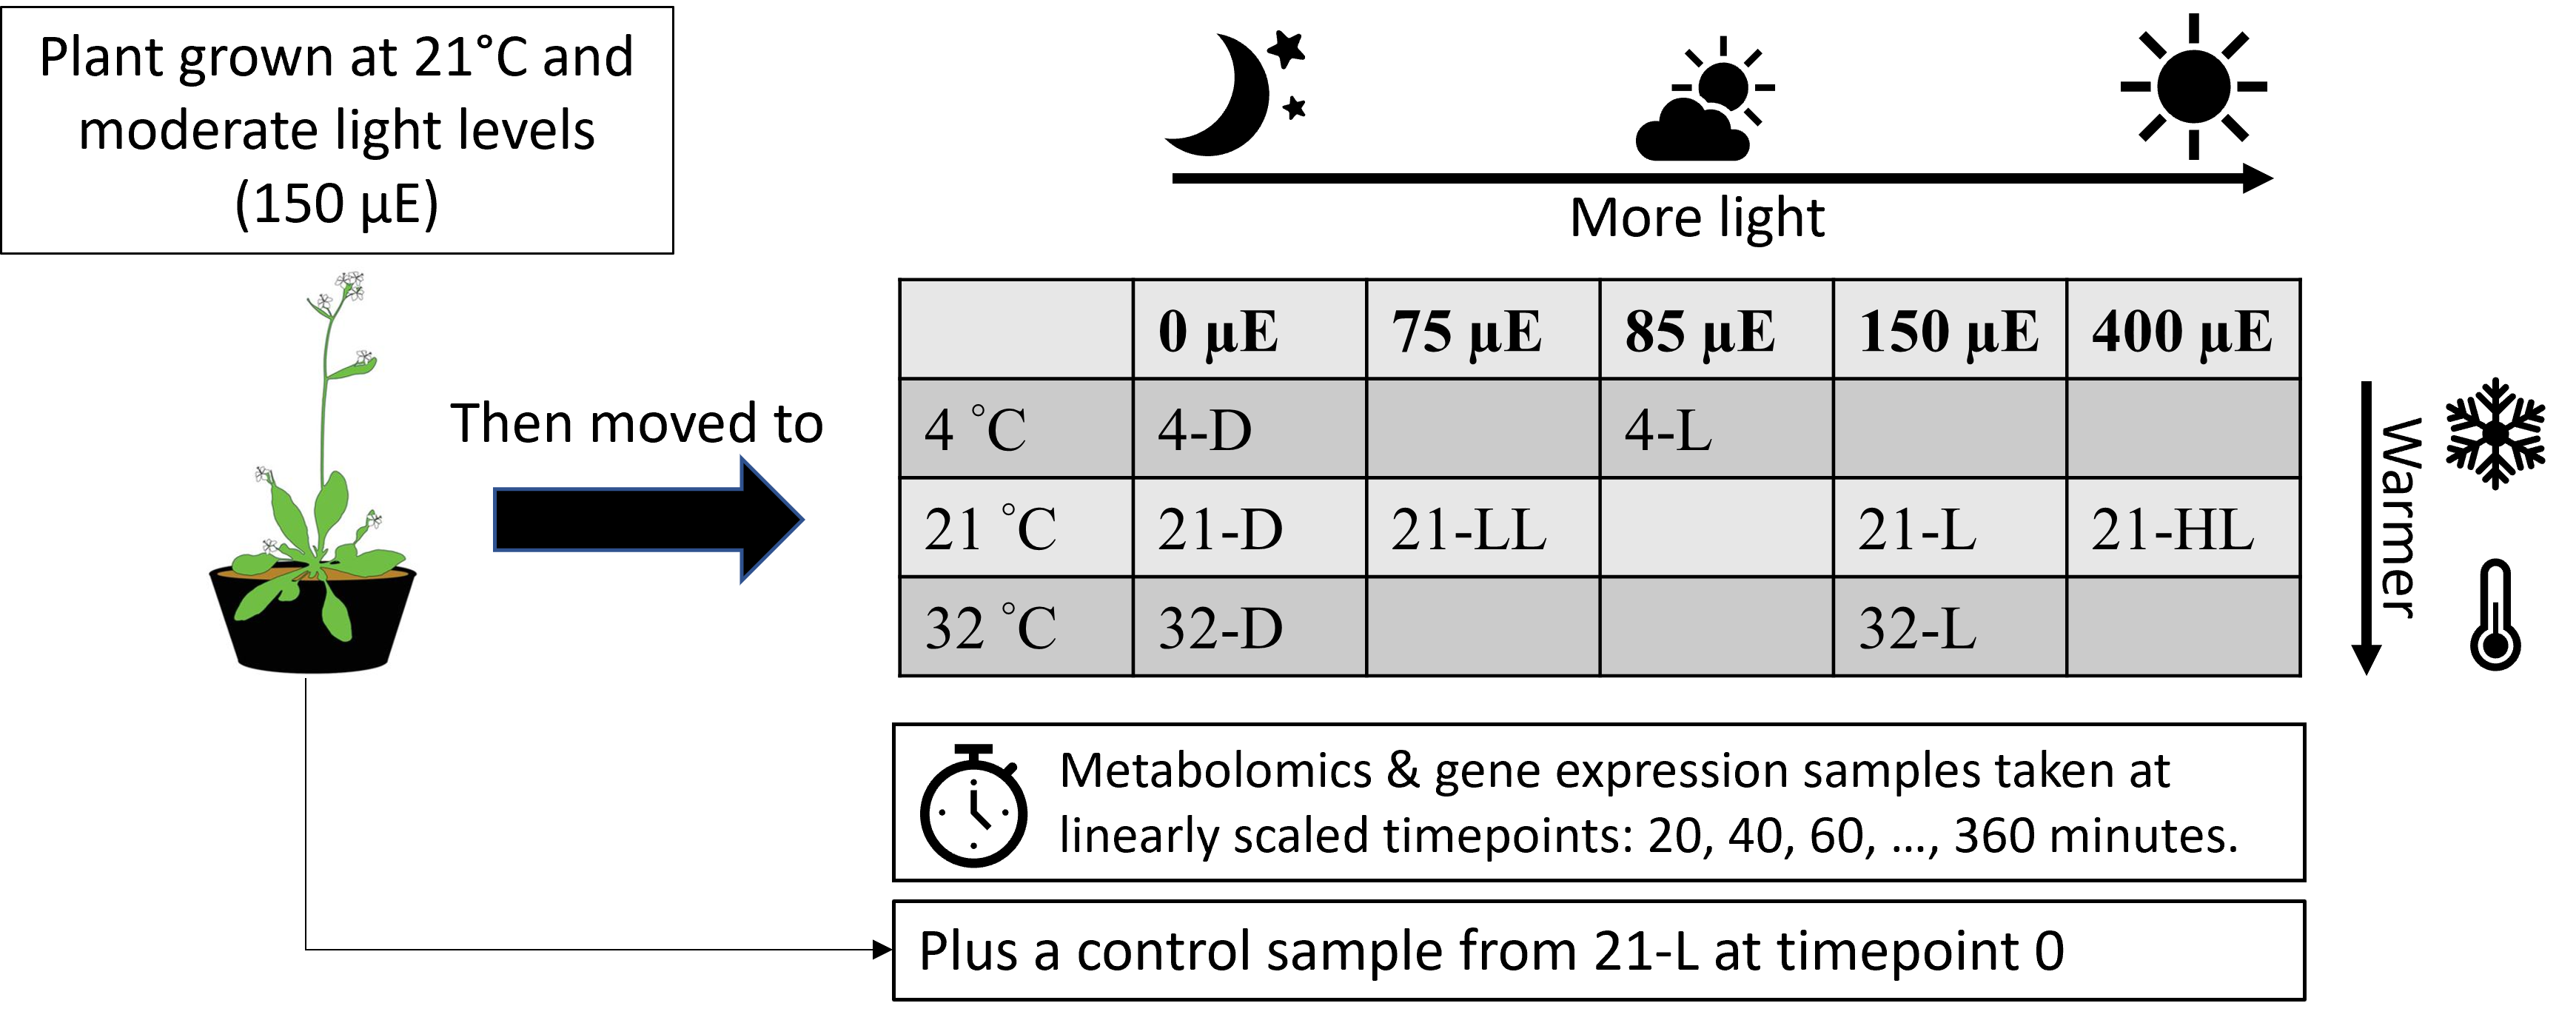 Plant grown at 21°C and
moderate light levels
(150 µE)
More light
Then moved to
0 µE 75 µE 85 µE 150 µE 400 µE
4 °C 4-D 4-L
21 °C 21-D 21-LL 21-L 21-HL
32 °C 32-D 32-L
Warmer
Metabolomics & gene expression samples taken at
linearly scaled timepoints: 20, 40, 60, ..., 360 minutes.
Plus a control sample from 21-L at timepoint 0